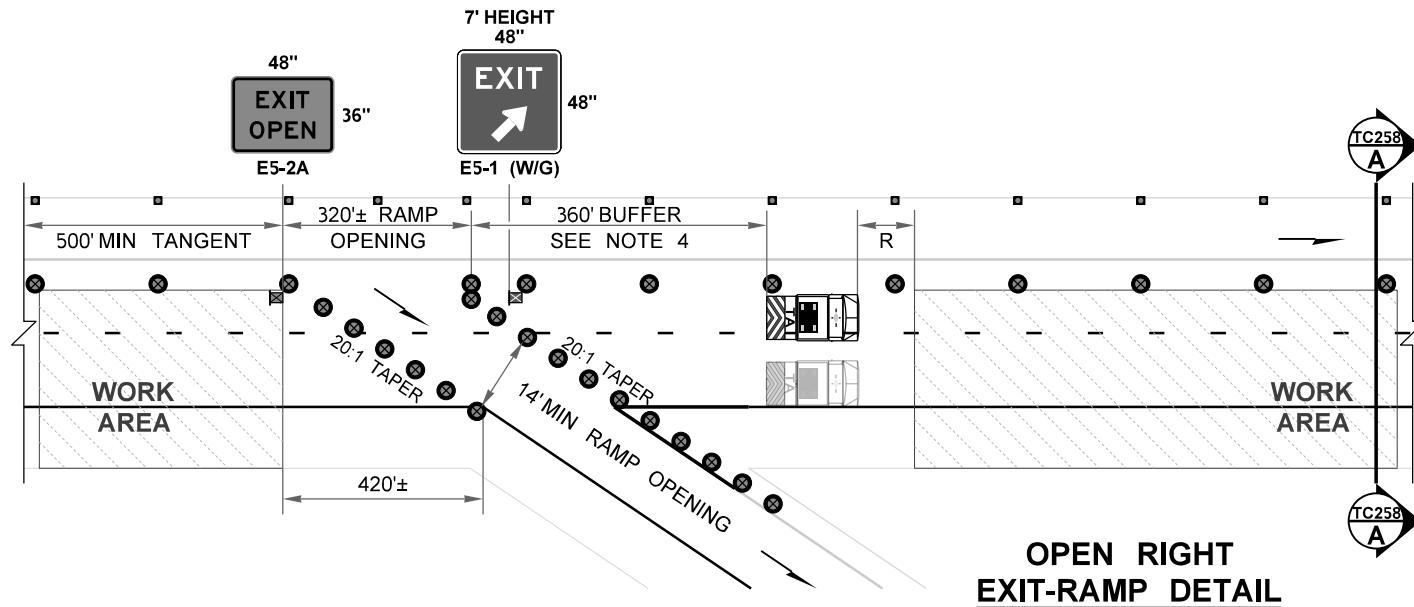 7' HEIGHT
48"
48"
EXIT
OPEN
36"
E5-2A
EXIT
48"
E5-1 (W/G)
TC258
A
500' MIN TANGENT
320'± RAMP
OPENING
360' BUFFER
SEE NOTE 4
R
20:1 TAPER
20:1 TAPER
14' MIN RAMP OPENING
WORK
AREA
TA
WORK
AREA
420'±
TC258
A
OPEN RIGHT
EXIT-RAMP DETAIL